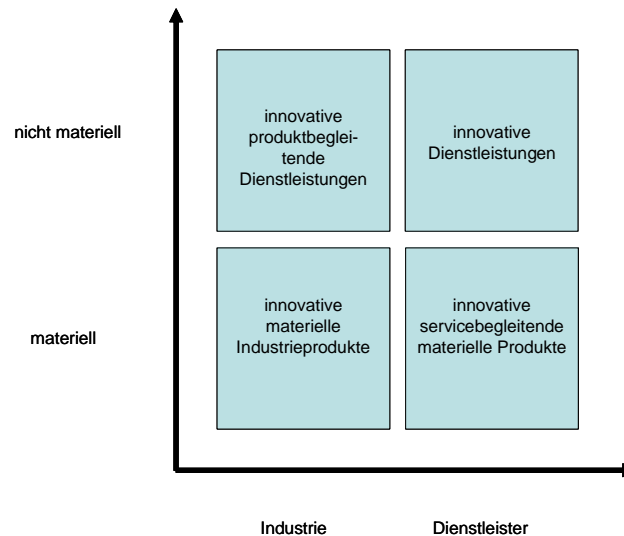 nicht materiell
innovative
produktbeglei-
tende
Dienstleistungen
innovative
Dienstleistungen
materiell
innovative
materielle
Industrieprodukte
innovative
servicebegleitende
materielle Produkte
Industrie
Dienstleister